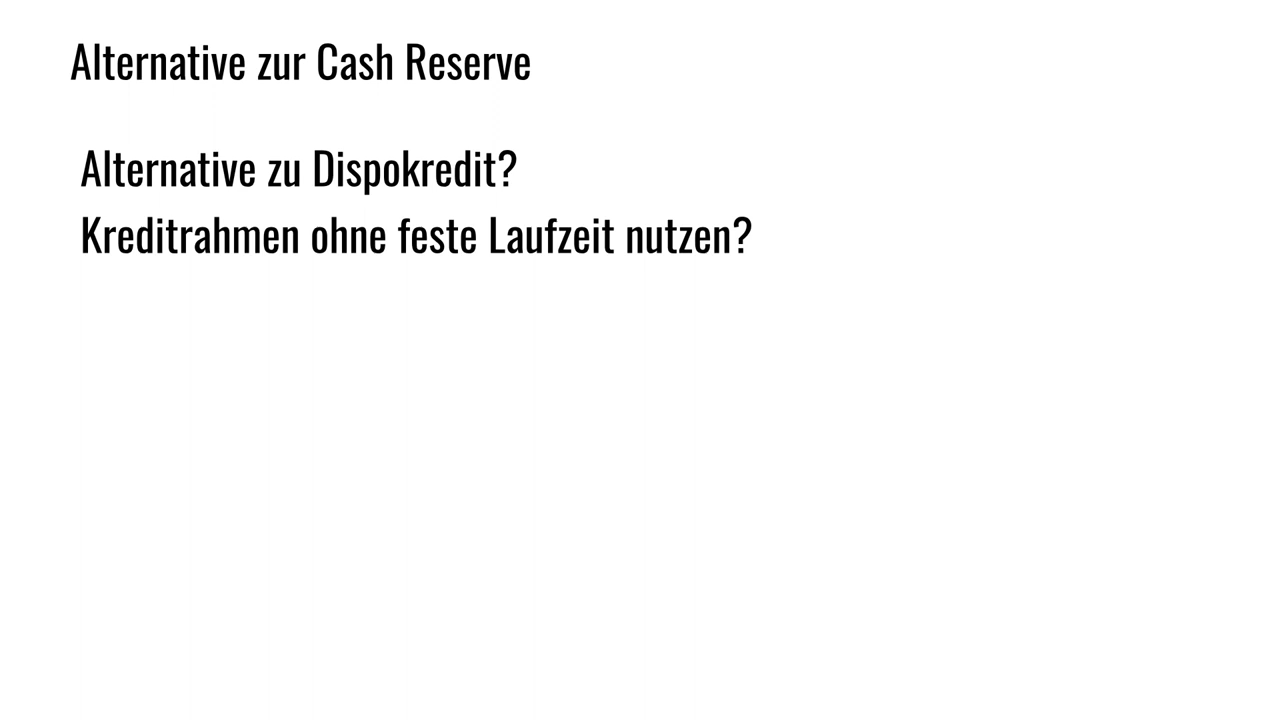 Alternative zur Cash Reserve
Alternative zu Dispokredit?
Kreditrahmen ohne feste Laufzeit nutzen?